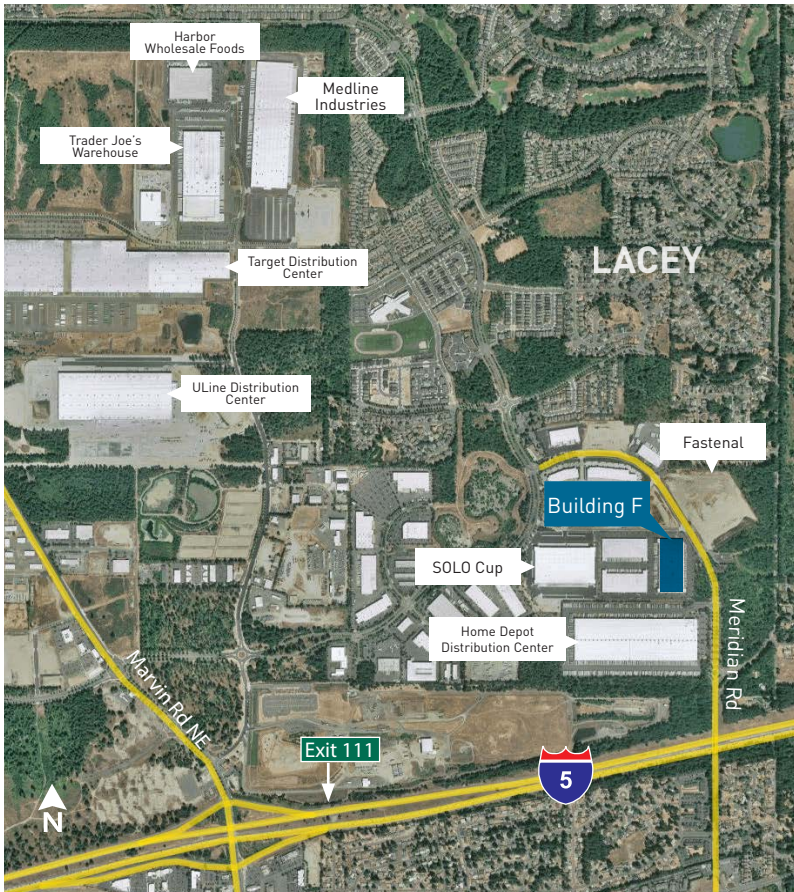 Harbor
Wholesale Foods
Medline
Industries
Trader Joe's
Warehouse
Target Distribution
Center
LACEY
ULine Distribution
Center
Fastenal
Building F
SOLO Cup
Home Depot
Distribution Center
Meridian Rd
Marvin Rd NE
Exit 111
5
N